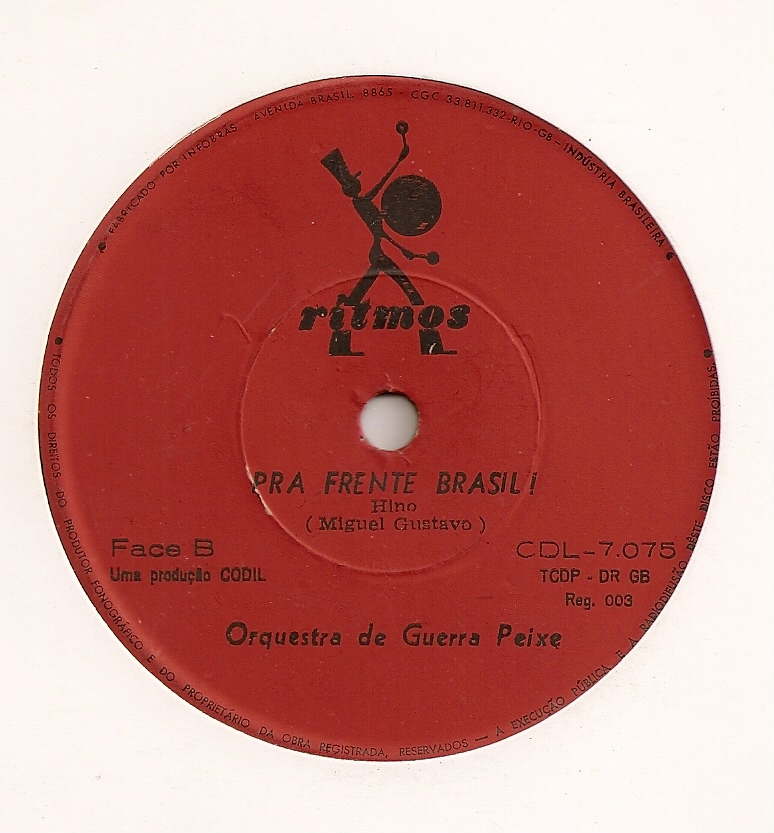 FABRICADO POR INFOBRÁS - AVENIDA BRASIL, 8865 - CGC 33.811.332-RIO-GB - INDÚSTRIA BRASILEIRA
ritmos
PRA FRENTE BRASIL!
Hino
( Miguel Gustavo )
Face B
CDL-7.075
Uma produção CODIL
TCDP - DR GB
Reg. 003
Orquestra de Guerra Peixe
TODOS OS DIREITOS DO PRODUTOR FONOGRÁFICO E DO PROPRIETÁRIO DA OBRA REGISTRADA, RESERVADOS — A EXECUÇÃO PÚBLICA E A RADIODIFUSÃO DÊSTE DISCO ESTÃO PROÍBIDAS